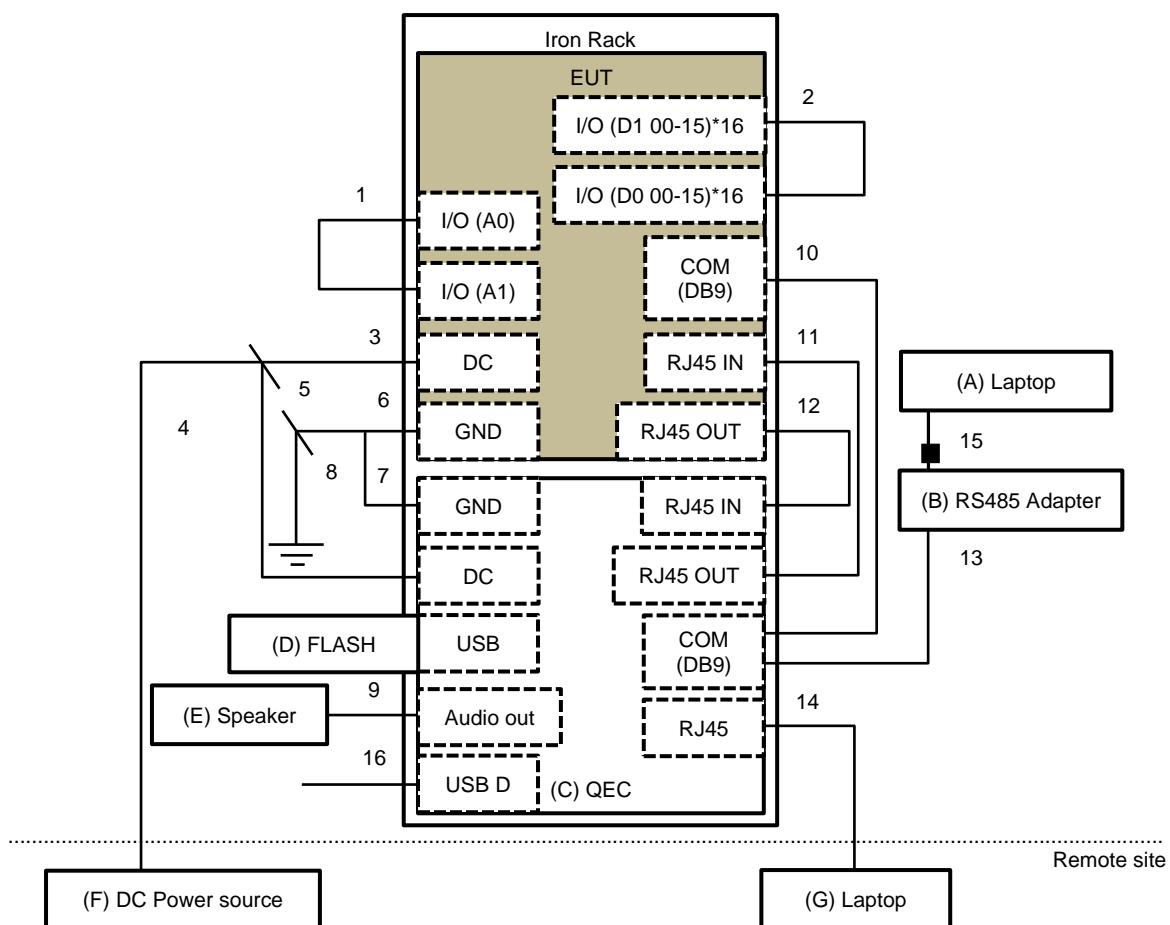 Iron Rack
EUT
2
I/O (D1 00-15)*16
I/O (D0 00-15)*16
1
I/O (A0)
10
COM
(DB9)
I/O (A1)
3
11
DC
RJ45 IN
(A) Laptop
5
6
12
4
GND
RJ45 OUT
15
8
7
GND
RJ45 IN
(B) RS485 Adapter
13
DC
RJ45 OUT
(D) FLASH
USB
COM
(DB9)
9
14
(E) Speaker
Audio out
RJ45
16
USB D
(C) QEC
Remote site
(F) DC Power source
(G) Laptop